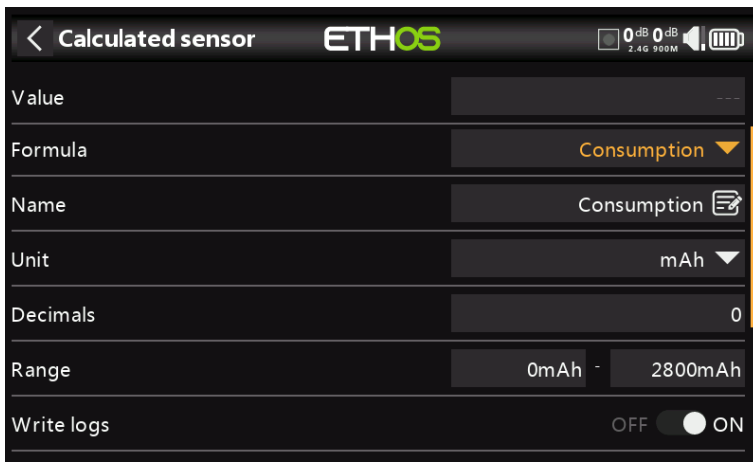 Calculated sensor ETHOS 0dB 0dB
2.4G 900M
Value ---
Formula Consumption
Name Consumption
Unit mAh
Decimals 0
Range 0mAh - 2800mAh
Write logs OFF ON